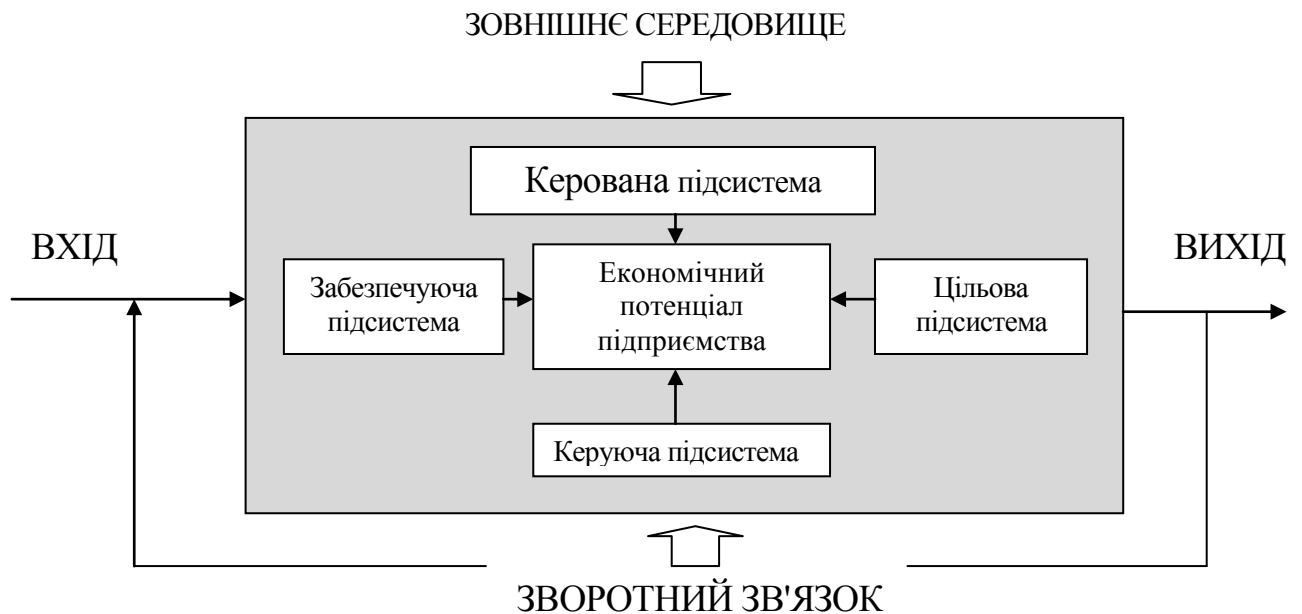 ЗОВНІШНЄ СЕРЕДОВИЩЕ
Керована підсистема
ВХІД
ВИХІД
Забезпечуюча
підсистема
Економічний
потенціал
підприємства
Цільова
підсистема
Керуюча підсистема
ЗВОРОТНИЙ ЗВ'ЯЗОК